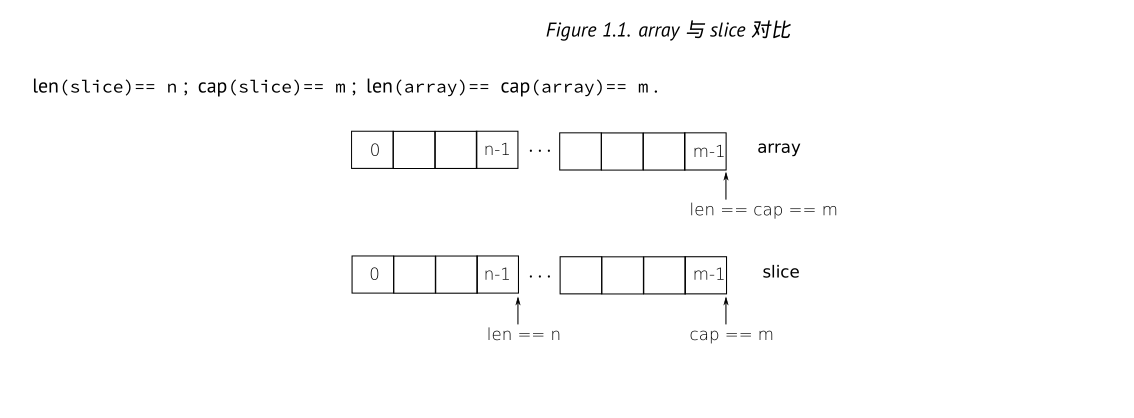 Figure 1.1. array 与 slice 对比
len(slice)== n; cap(slice)== m; len(array)== cap(array)== m.
0 n-1 ... m-1 array
len == cap == m
0 n-1 ... m-1 slice
len == n cap == m